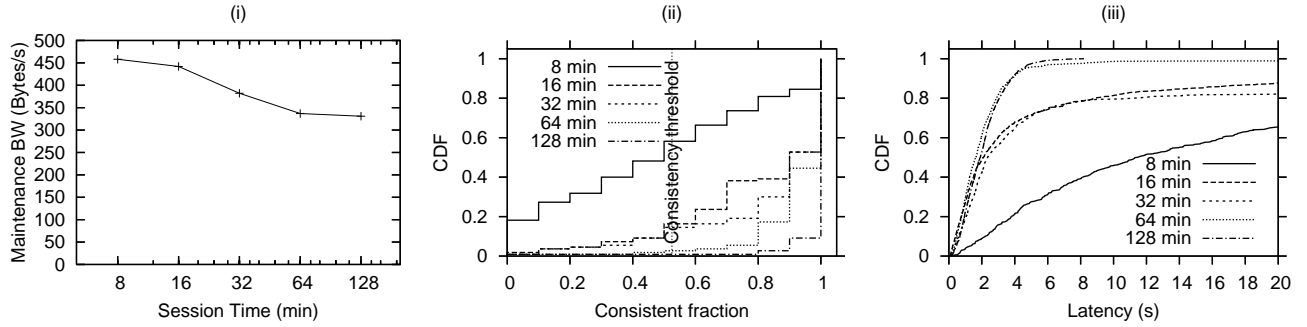 (i)
Maintenance BW (Bytes/s)
500
450
400
350
300
250
200
150
100
50
0
8 16 32 64 128
Session Time (min)
(ii)
CDF
1
0.8
0.6
0.4
0.2
0
8 min
16 min
32 min
64 min
128 min
Consistency threshold
0 0.2 0.4 0.6 0.8 1
Consistent fraction
(iii)
CDF
1
0.8
0.6
0.4
0.2
0
8 min
16 min
32 min
64 min
128 min
0 2 4 6 8 10 12 14 16 18 20
Latency (s)